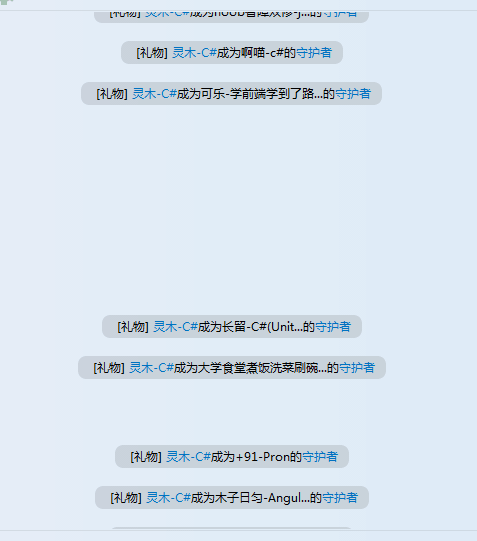 [礼物] 灵木-C#成为
的守护者
[礼物] 灵木-C#成为啊喵-c#的守护者
[礼物] 灵木-C#成为可乐-学前端学到了路...的守护者
[礼物] 灵木-C#成为长留-C#(Unit...的守护者
[礼物] 灵木-C#成为大学食堂煮饭洗菜刷碗...的守护者
[礼物] 灵木-C#成为+91-Pron的守护者
[礼物] 灵木-C#成为木子日匀-Angul...的守护者